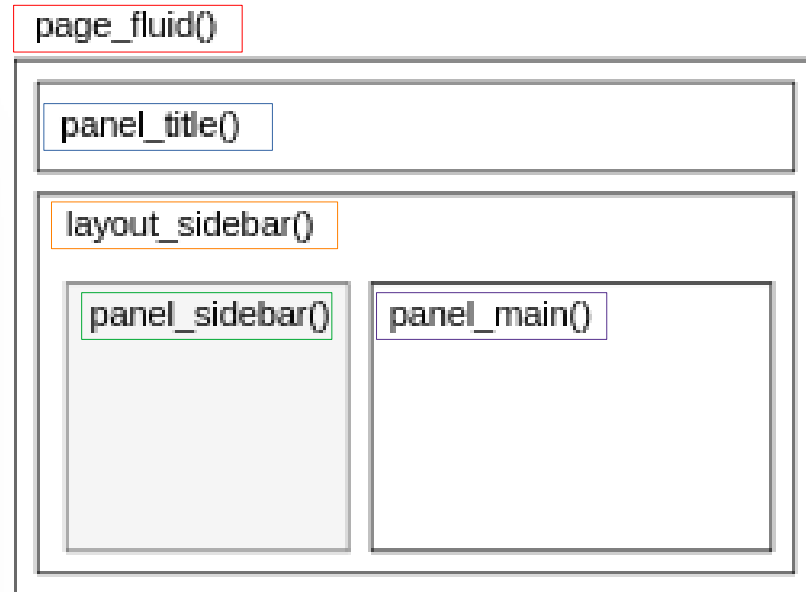 page_fluid()
panel_title()
layout_sidebar()
panel_sidebar()
panel_main()